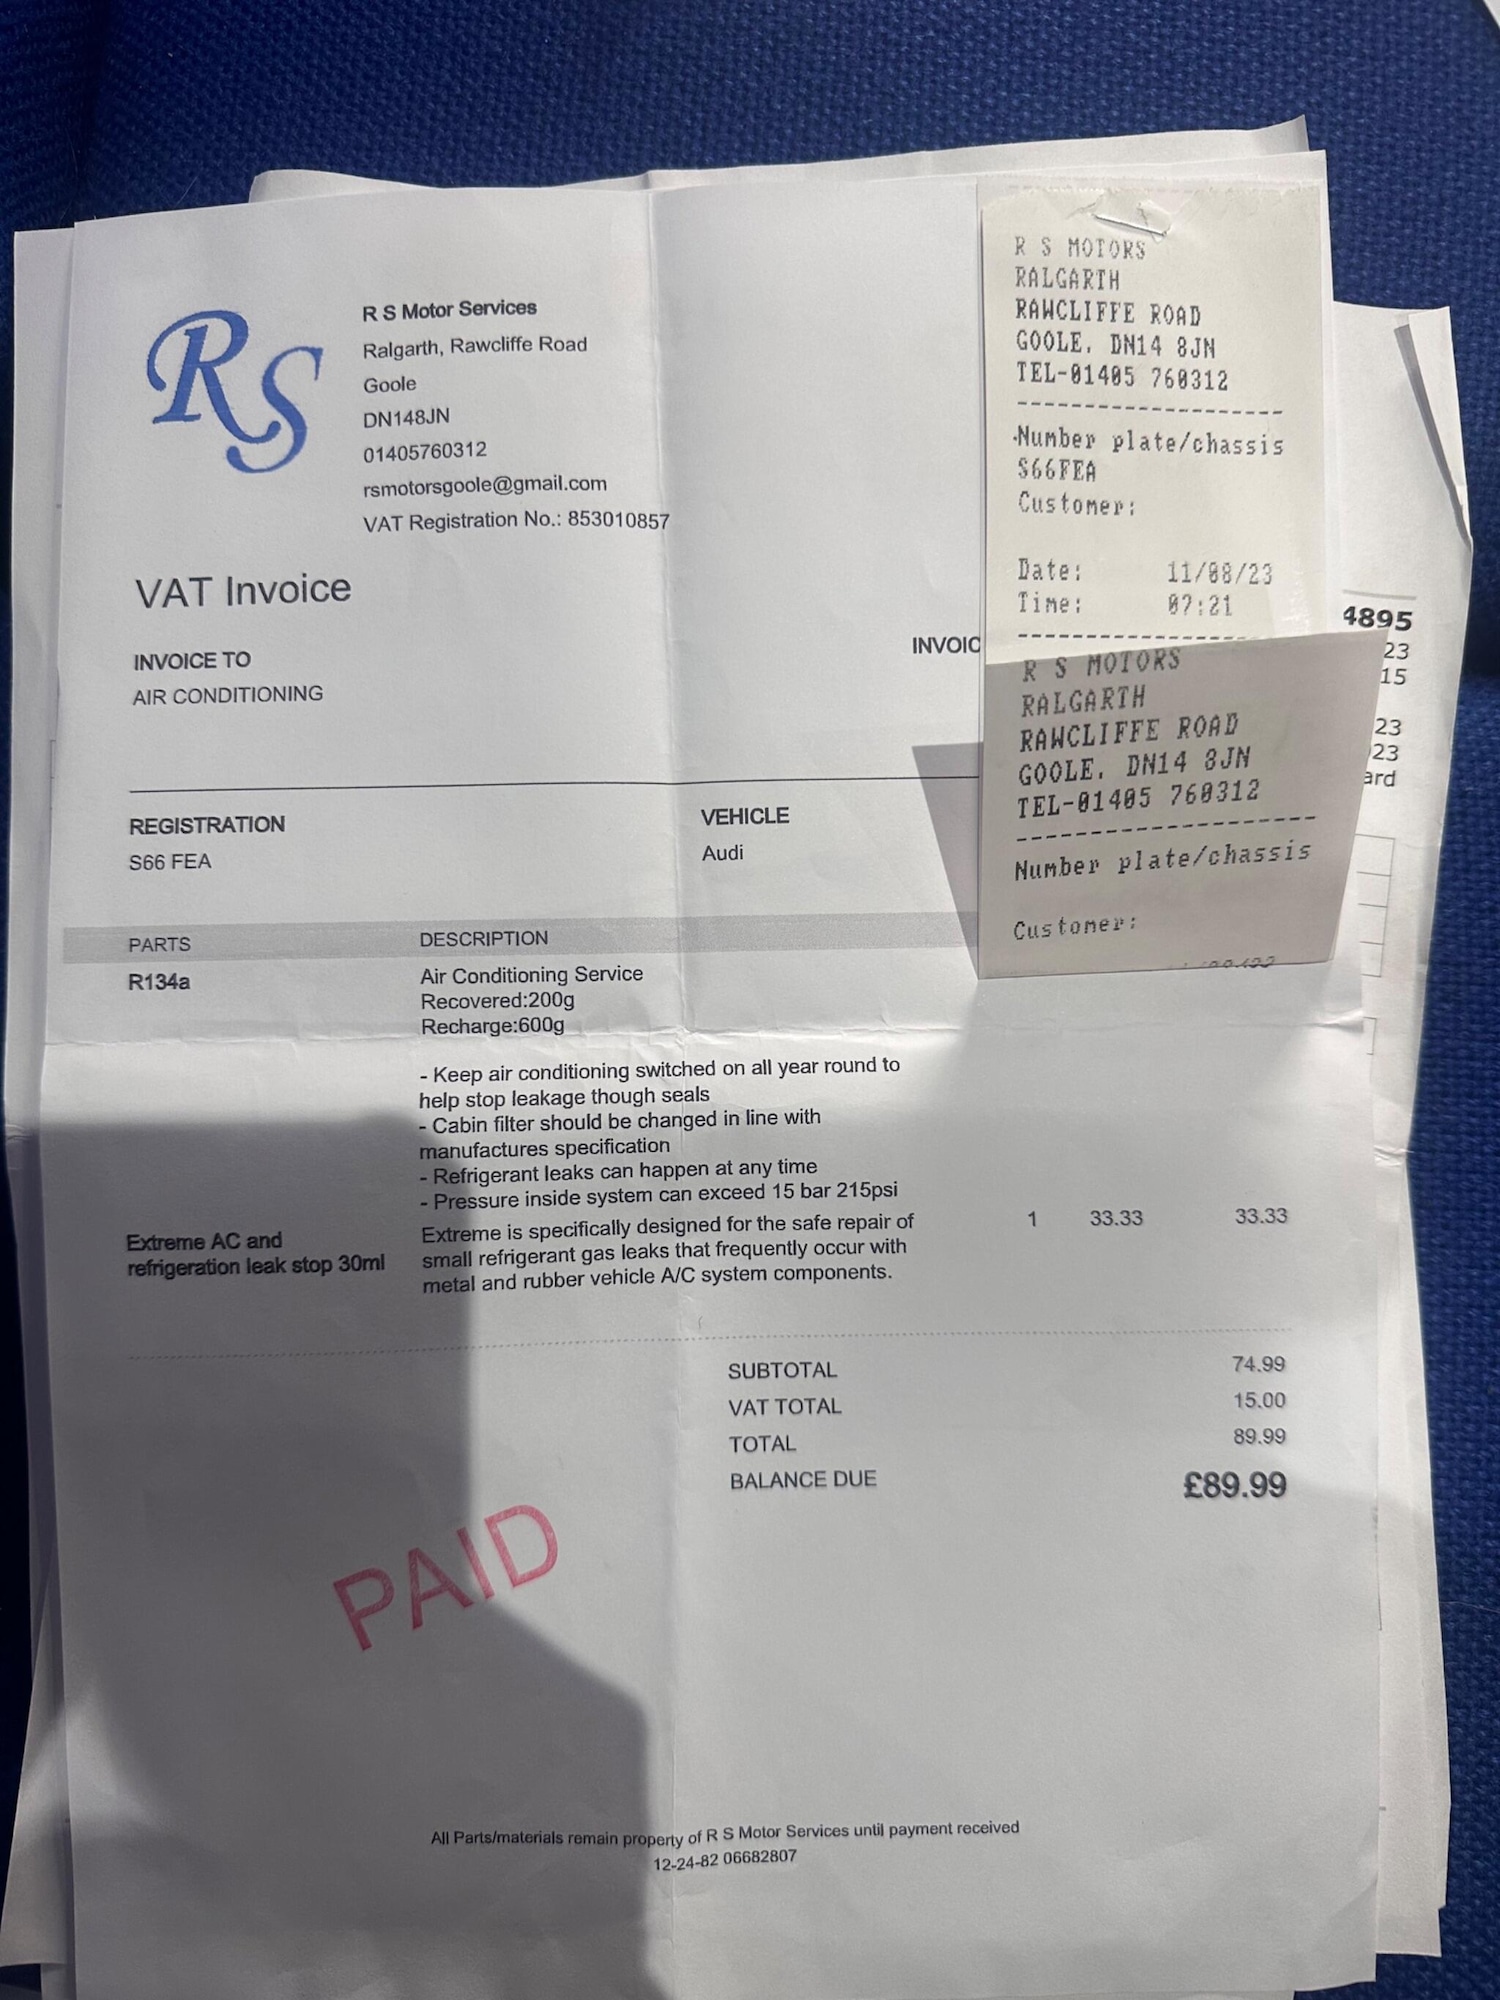 RS
R S Motor Services
Ralgarth, Rawcliffe Road
Goole
DN148JN
01405760312
rsmotorsgoole@gmail.com
VAT Registration No.: 853010857
VAT Invoice
INVOICE TO
AIR CONDITIONING
INVOIC
REGISTRATION
S66 FEA
VEHICLE
Audi
PARTS
DESCRIPTION
R134a
Air Conditioning Service
Recovered:200g
Recharge:600g
- Keep air conditioning switched on all year round to
help stop leakage though seals
- Cabin filter should be changed in line with
manufactures specification
- Refrigerant leaks can happen at any time
- Pressure inside system can exceed 15 bar 215psi
Extreme AC and
refrigeration leak stop 30ml
Extreme is specifically designed for the safe repair of
small refrigerant gas leaks that frequently occur with
metal and rubber vehicle A/C system components.
1 33.33 33.33
SUBTOTAL 74.99
VAT TOTAL 15.00
TOTAL 89.99
BALANCE DUE £89.99
PAID
All Parts/materials remain property of R S Motor Services until payment received
12-24-82 06682807
R S MOTORS
RALGARTH
RAWCLIFFE ROAD
GOOLE, DN14 8JN
TEL-01405 760312
Number plate/chassis
S66FEA
Customer:
Date: 11/08/23
Time: 07:21
R S MOTORS
RALGARTH
RAWCLIFFE ROAD
GOOLE, DN14 8JN
TEL-01405 760312
Number plate/chassis
Customer:
4895
23
15
23
23
ard